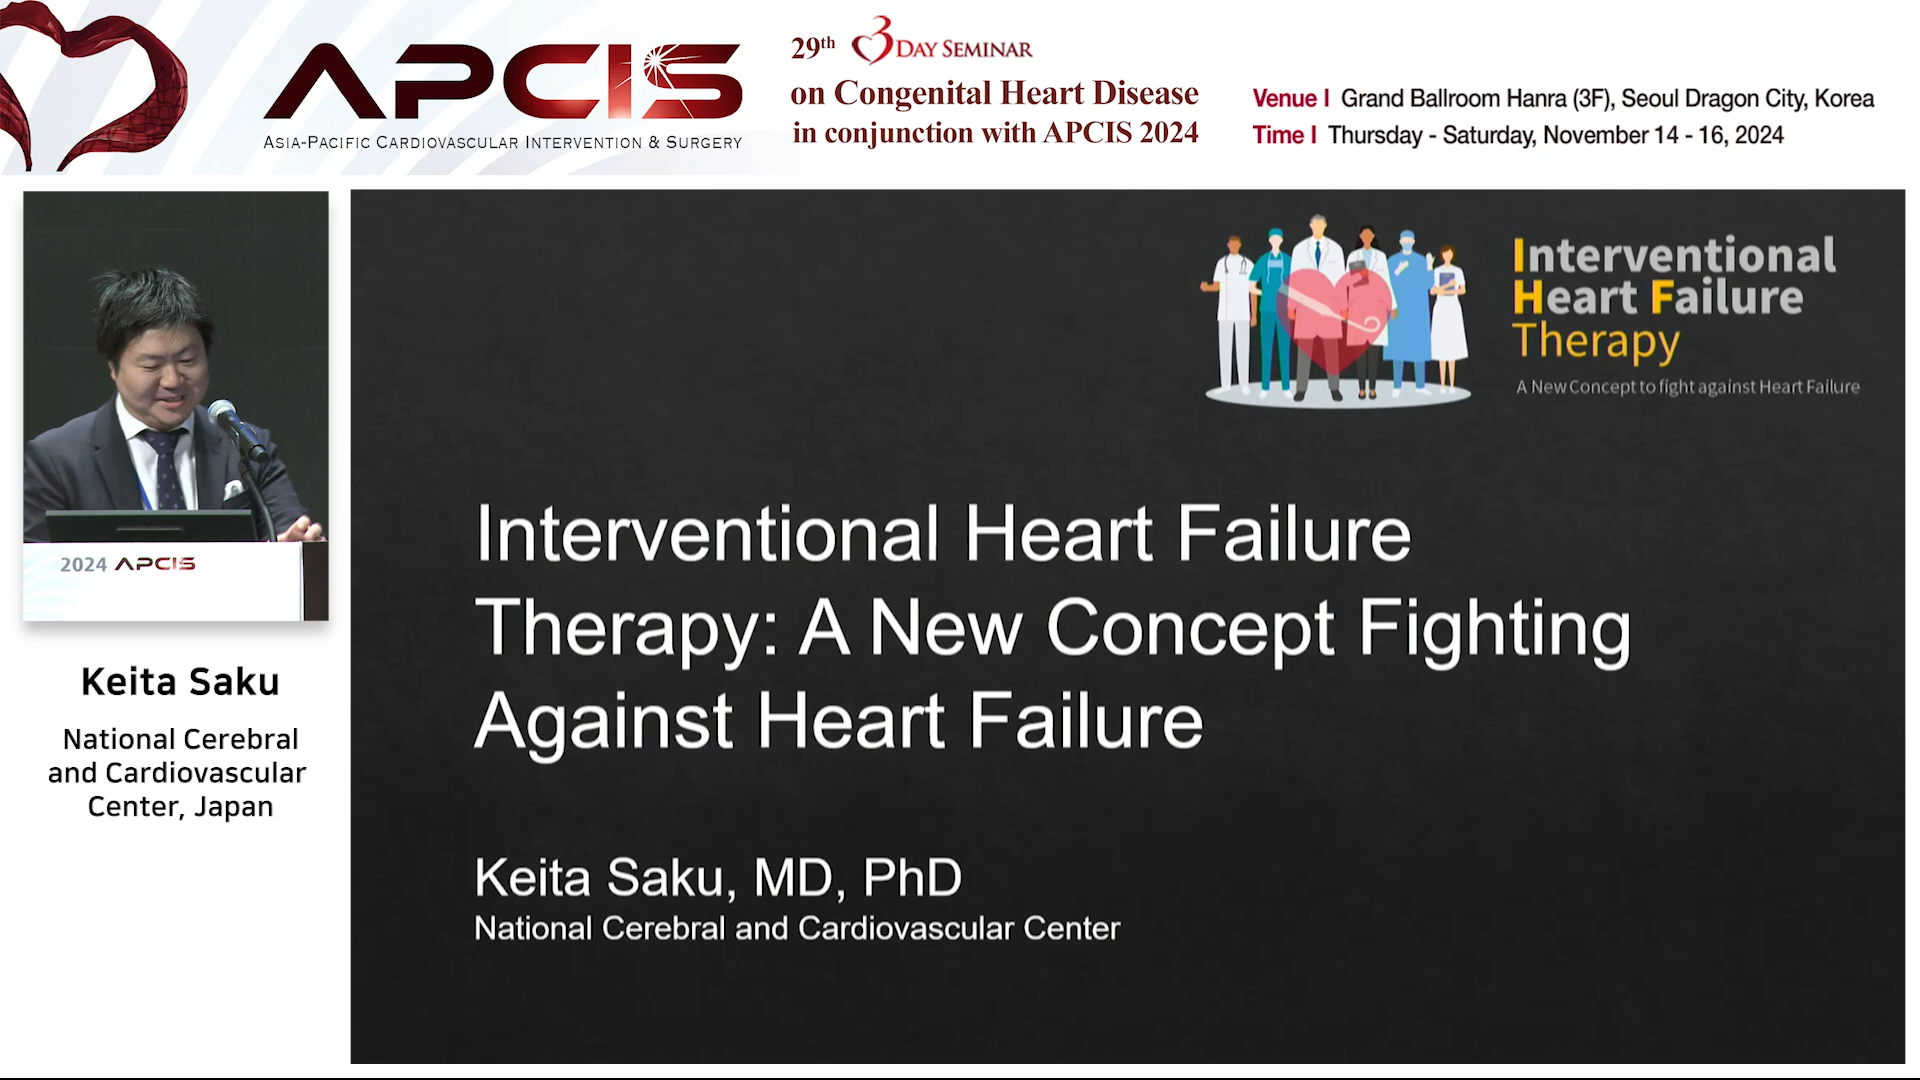 APCIS
ASIA-PACIFIC CARDIOVASCULAR INTERVENTION & SURGERY
29th 3 DAY SEMINAR
on Congenital Heart Disease
in conjunction with APCIS 2024
Venue I Grand Ballroom Hanra (3F), Seoul Dragon City, Korea
Time I Thursday - Saturday, November 14 - 16, 2024
2024 APCIS
Keita Saku
National Cerebral
and Cardiovascular
Center, Japan
Interventional
Heart Failure
Therapy
A New Concept to fight against Heart Failure
Interventional Heart Failure
Therapy: A New Concept Fighting
Against Heart Failure
Keita Saku, MD, PhD
National Cerebral and Cardiovascular Center